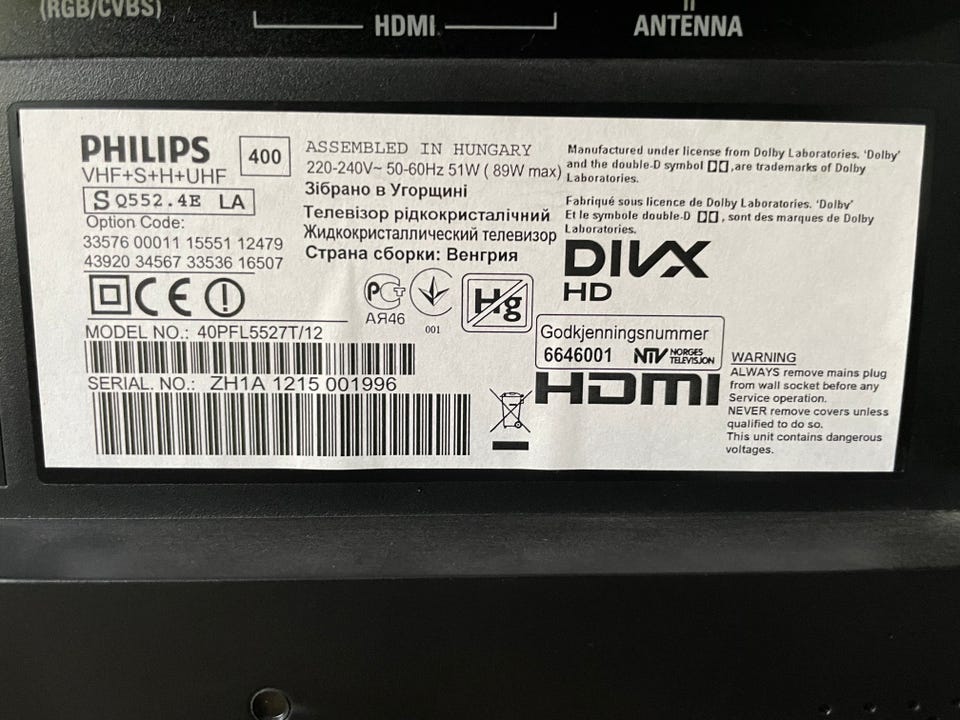 (RGB/CVBS)
HDMI
ANTENNA
PHILIPS
400
VHF+S+H+UHF
S Q552.4E LA
Option Code:
33576 00011 15551 12479
43920 34567 33536 16507
CE
MODEL NO.: 40PFL5527T/12
SERIAL. NO.: ZH1A 1215 001996
ASSEMBLED IN HUNGARY
220-240V~ 50-60Hz 51W ( 89W max)
Зібрано в Угорщині
Телевізор рідкокристалічний
Жидкокристаллический телевизор
Страна сборки: Венгрия
АЯ46
001
Hg
Manufactured under license from Dolby Laboratories. 'Dolby'
and the double-D symbol ,are trademarks of Dolby
Laboratories.
Fabriqué sous licence de Dolby Laboratories. 'Dolby'
Et le symbole double-D , sont des marques de Dolby
Laboratories.
DIVX
HD
Godkjenningsnummer
6646001 NTV NORGES
TELEVISJON
HDMI
WARNING
ALWAYS remove mains plug
from wall socket before any
Service operation.
NEVER remove covers unless
qualified to do so.
This unit contains dangerous
voltages.